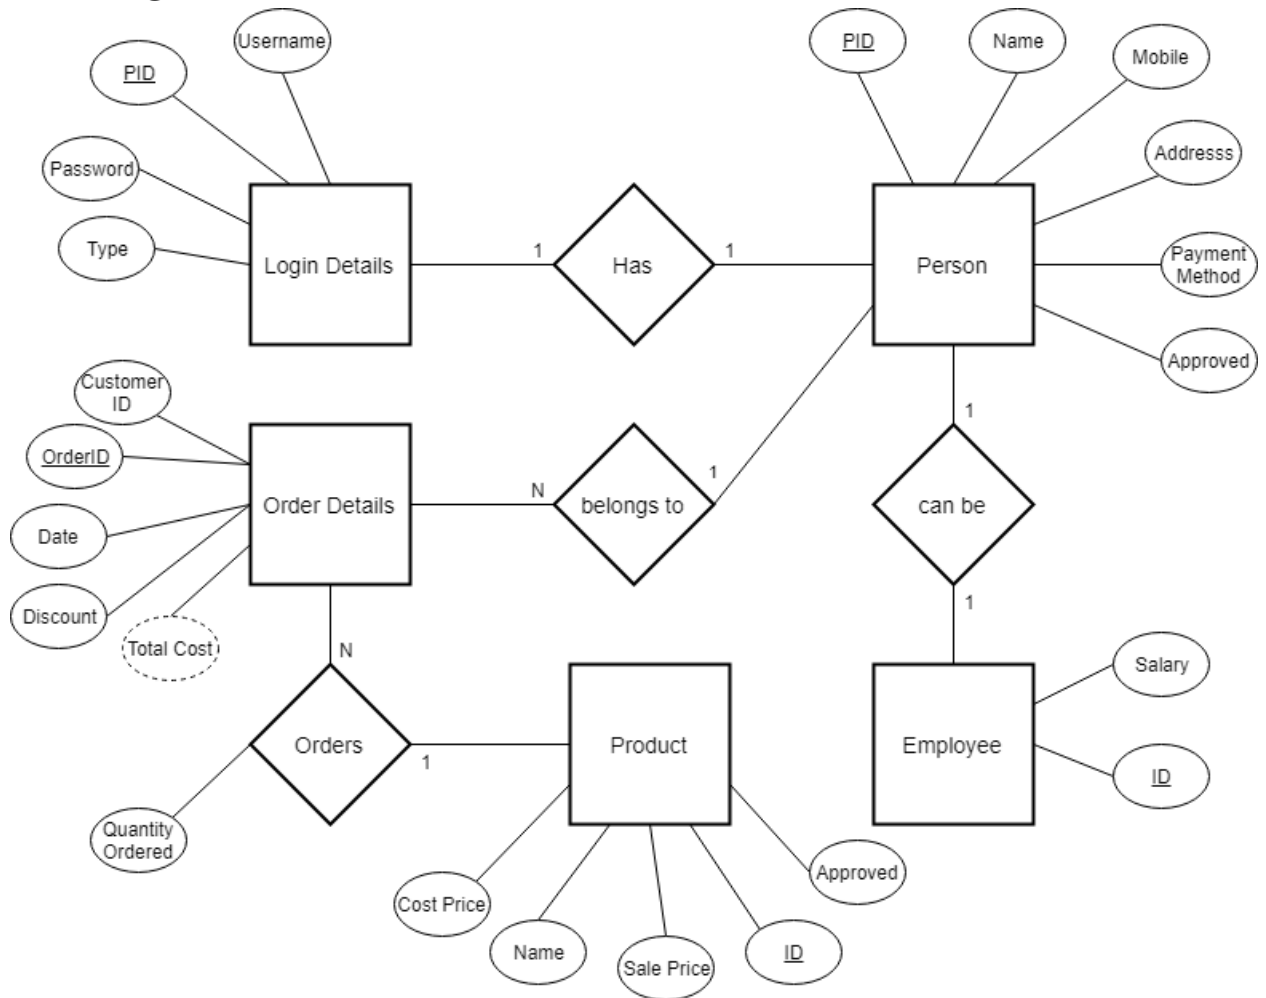 Username
PID
Name
PID
Mobile
Password
Addresss
Type
Login Details
1
Has
1
Person
Payment
Method
Approved
Customer
ID
OrderID
1
Order Details
N
belongs to
1
can be
Date
Discount
1
Total Cost
N
Salary
Orders
1
Product
Employee
ID
Quantity
Ordered
Approved
Cost Price
Name
Sale Price
ID